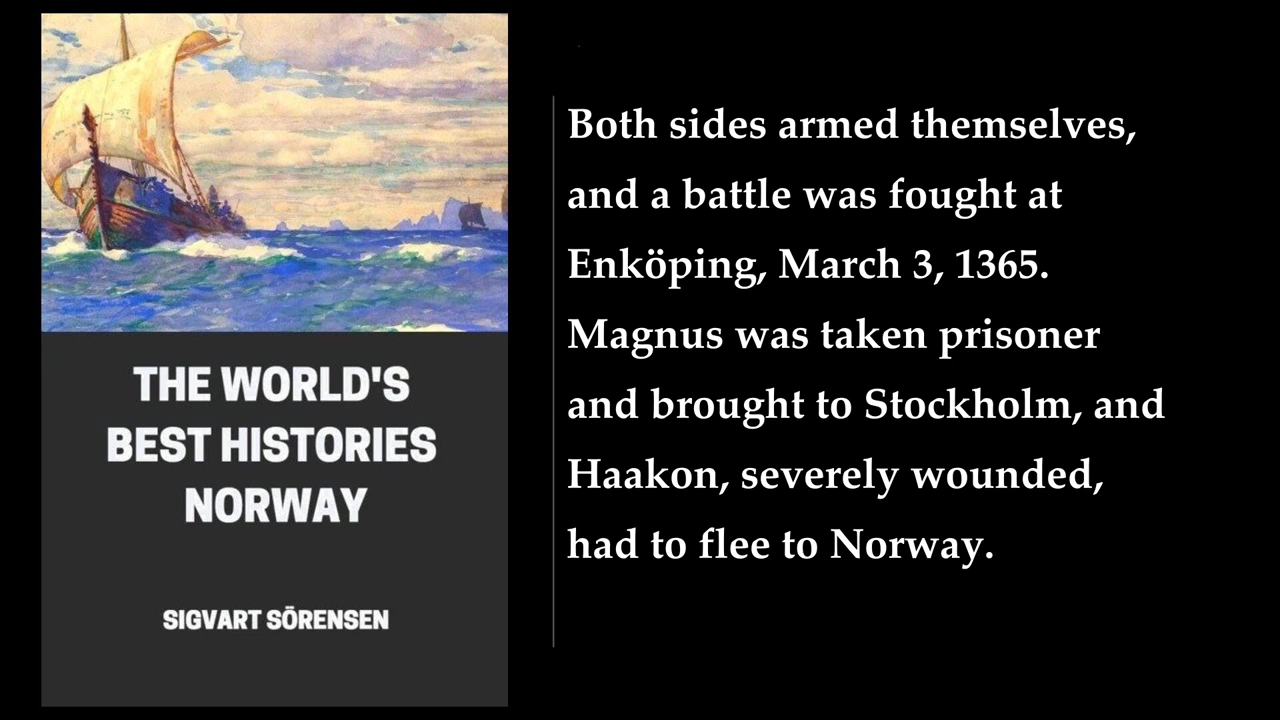 THE WORLD'S
BEST HISTORIES
NORWAY
SIGVART SÖRENSEN
Both sides armed themselves,
and a battle was fought at
Enköping, March 3, 1365.
Magnus was taken prisoner
and brought to Stockholm, and
Haakon, severely wounded,
had to flee to Norway.